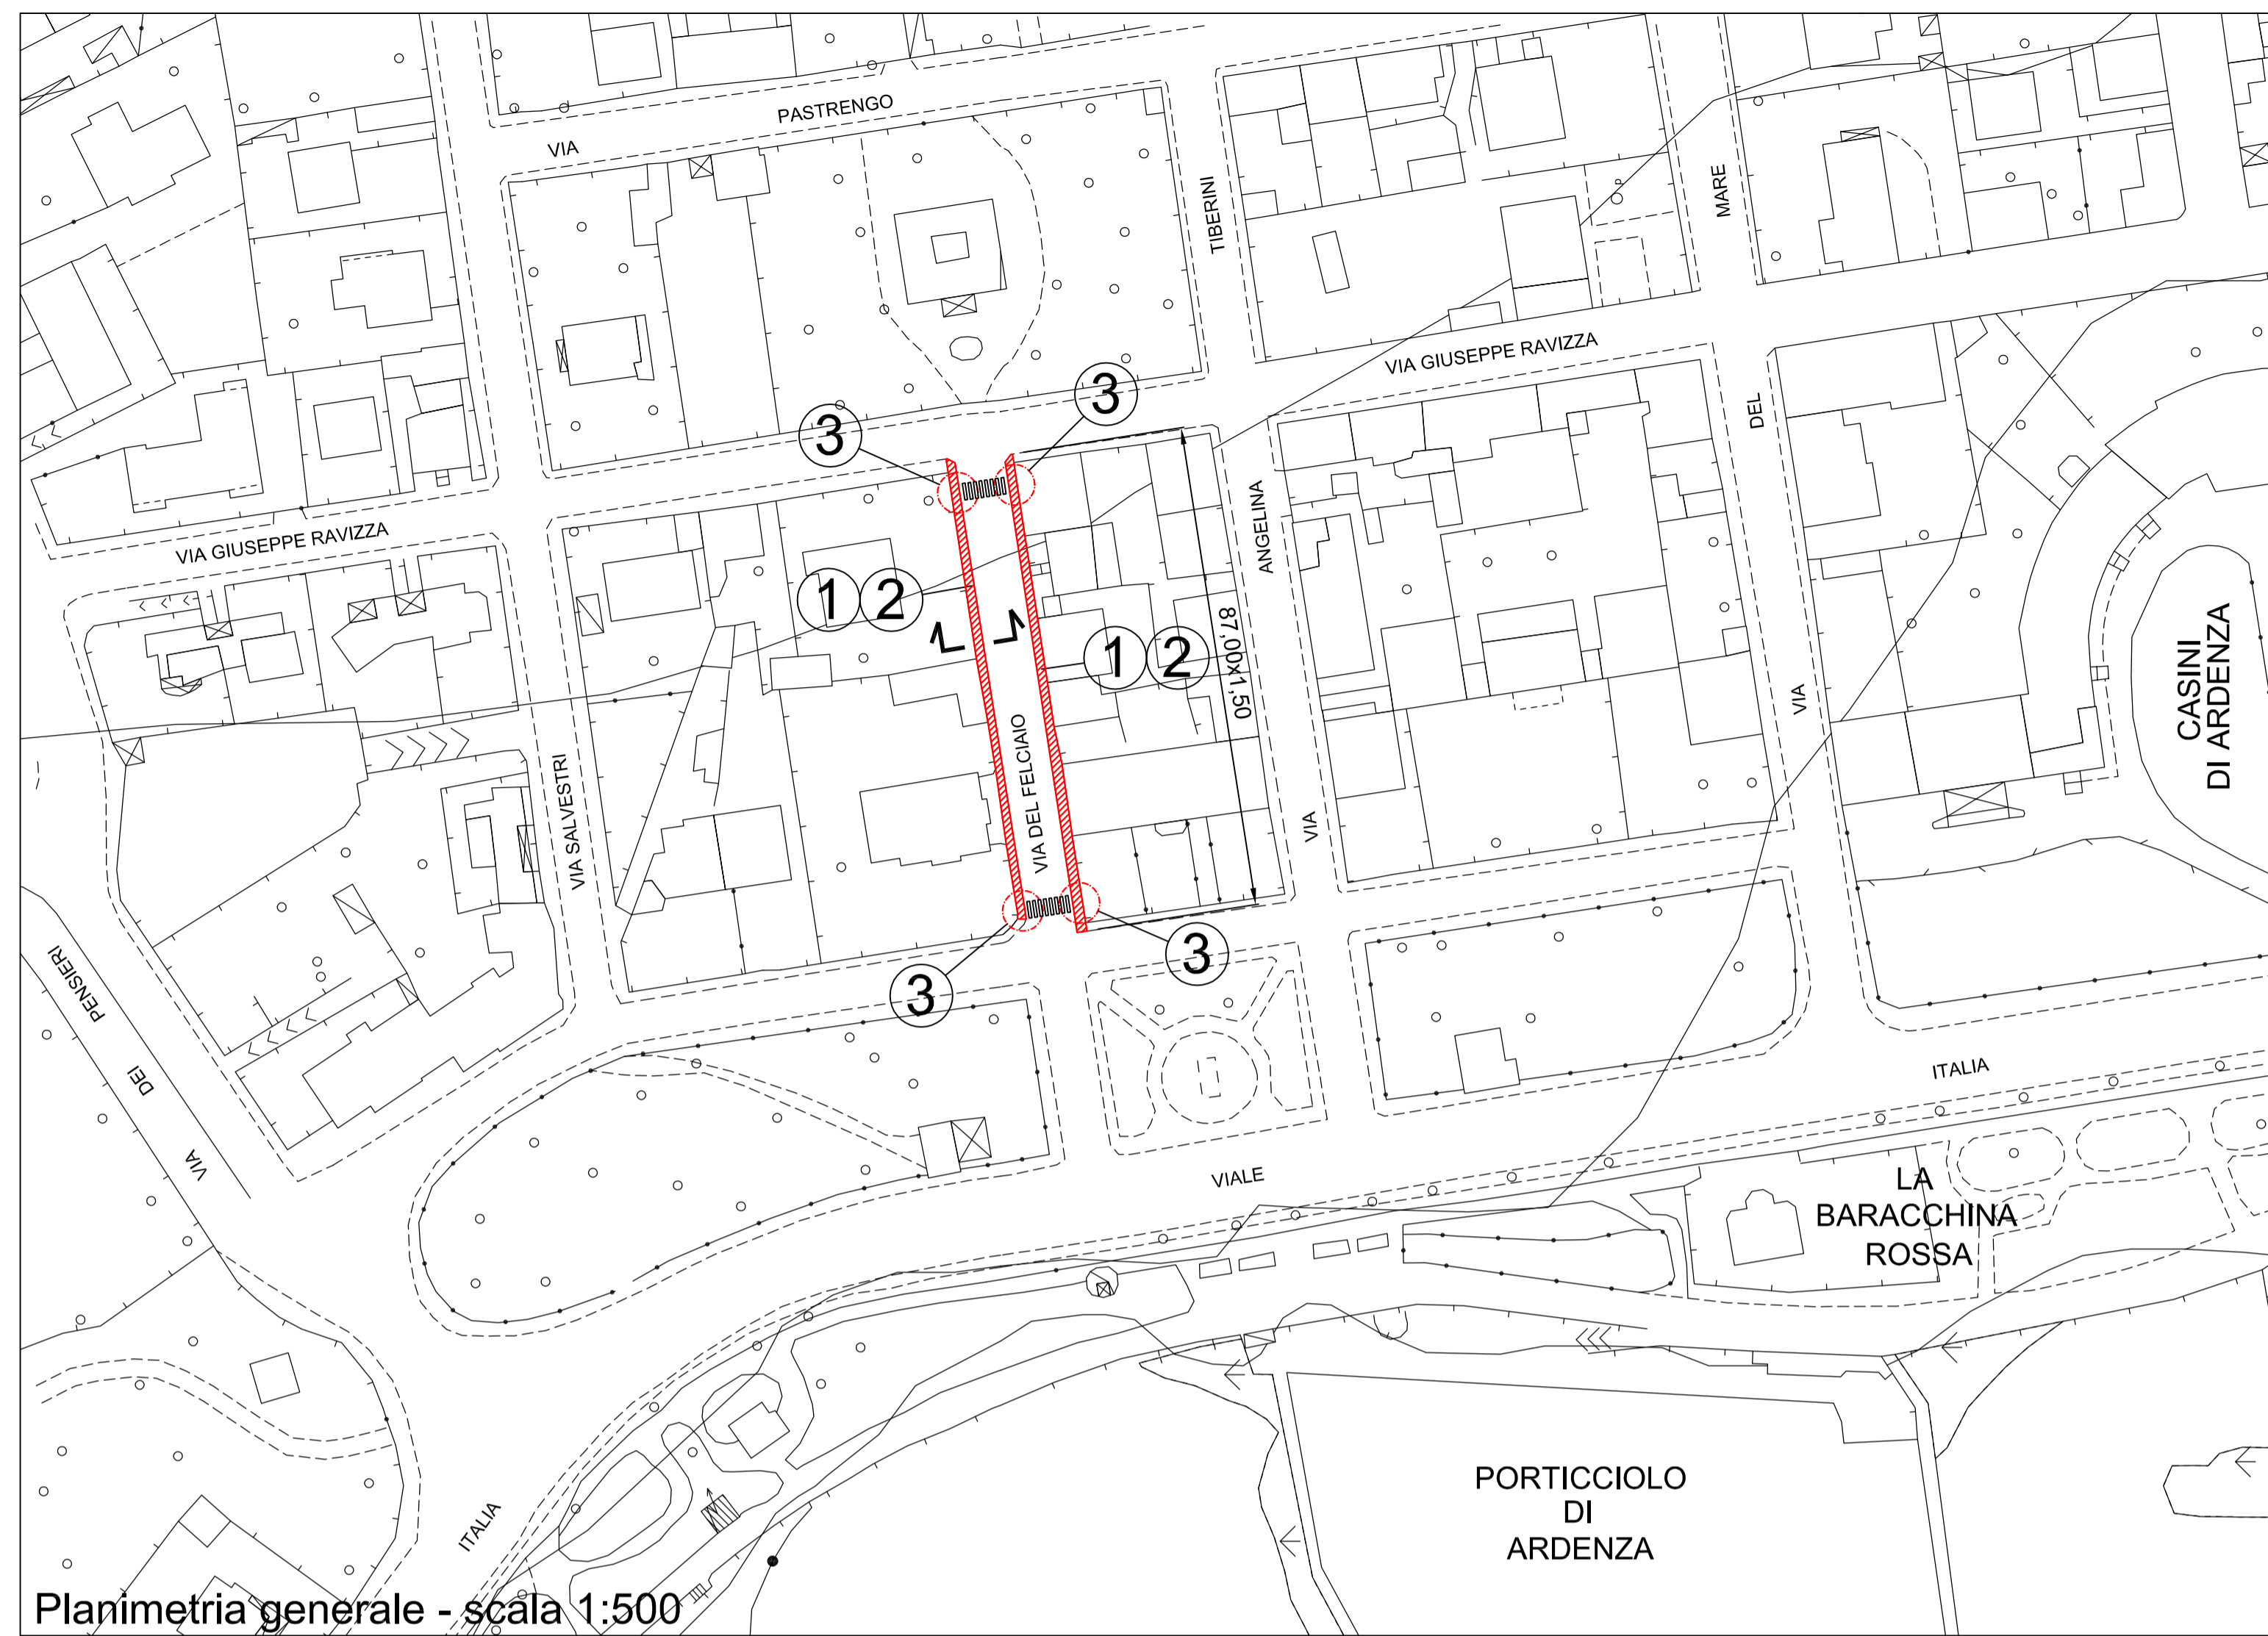 VIA
PASTRENGO
TIBERINI
MARE
VIA GIUSEPPE RAVIZZA
3
3
DEL
VIA GIUSEPPE RAVIZZA
ANGELINA
1
2
1
2
87,00x1,50
CASINI
DI ARDENZA
VIA
VIA SALVESTRI
VIA DEL FELCIAIO
VIA
PENSIERI
DEI
VIA
3
3
ITALIA
VIALE
LA
BARACCHINA
ROSSA
PORTICCIOLO
DI
ARDENZA
ITALIA
Planimetria generale - scala 1:500